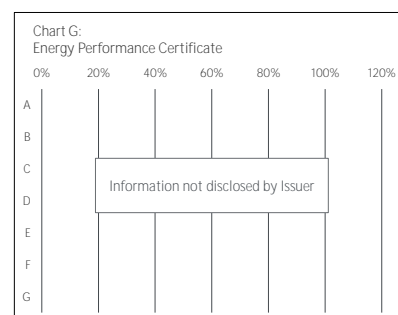 Chart G:
Energy Performance Certificate
0% 20% 40% 60% 80% 100% 120%
A
B
C
Information not disclosed by Issuer
D
E
F
G